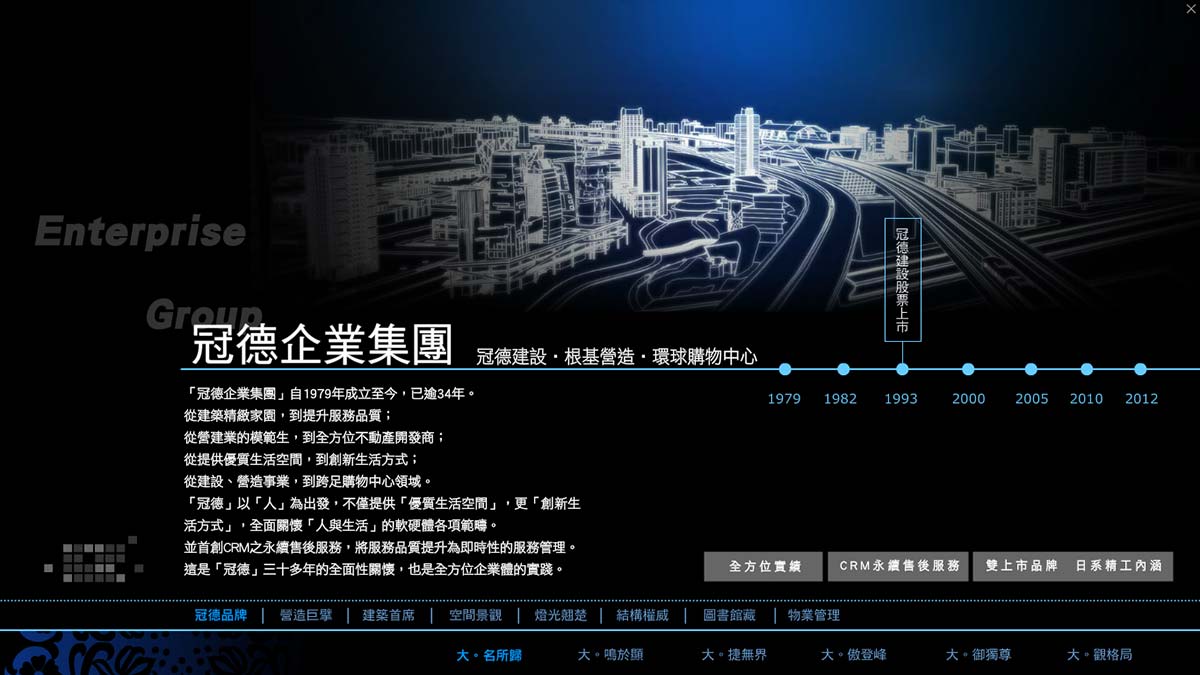 Enterprise
Group
冠德建設股票上市
冠德企業集團
冠德建設・根基營造・環球購物中心
1979 1982 1993 2000 2005 2010 2012
「冠德企業集團」自1979年成立至今，已逾34年。
從建築精緻家園，到提升服務品質；
從營建業的模範生，到全方位不動產開發商；
從提供優質生活空間，到創新生活方式；
從建設、營造事業，到跨足購物中心領域。
「冠德」以「人」為出發，不僅提供「優質生活空間」，更「創新生
活方式」，全面關懷「人與生活」的軟硬體各項範疇。
並首創CRM之永續售後服務，將服務品質提升為即時性的服務管理。
這是「冠德」三十多年的全面性關懷，也是全方位企業體的實踐。
全方位實績 CRM永續售後服務 雙上市品牌 日系精工內涵
冠德品牌 | 營造巨擘 | 建築首席 | 空間景觀 | 燈光翹楚 | 結構權威 | 圖書館藏 | 物業管理
大。名所歸 大。鳴於顥 大。捷無界 大。傲登峰 大。御獨尊 大。觀格局